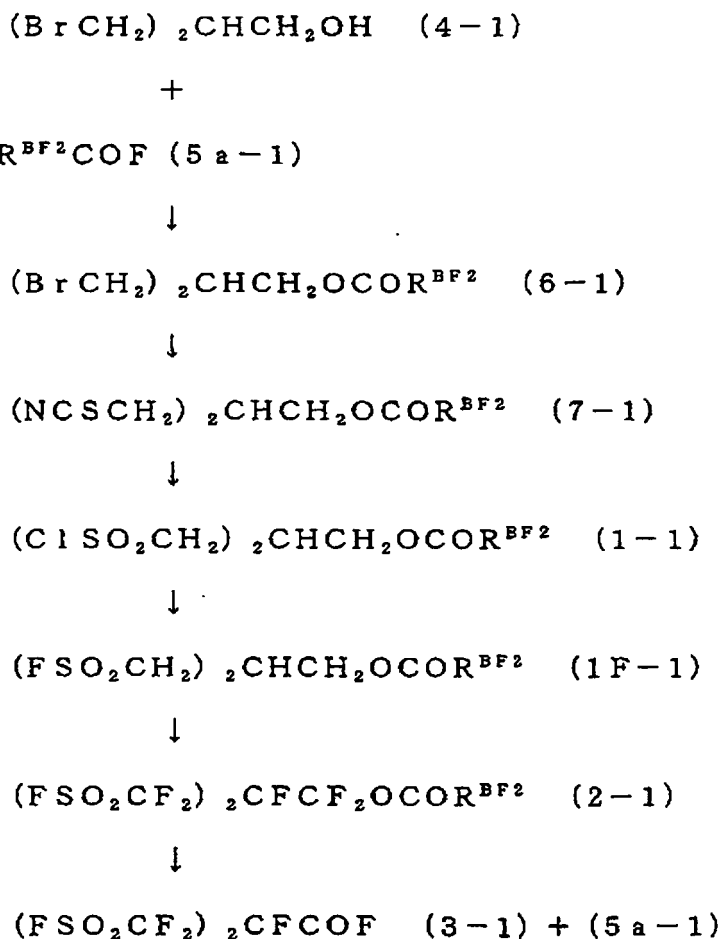 (BrCH₂)₂CHCH₂OH (4-1)
+
R^BF2COF (5a-1)
↓
(BrCH₂)₂CHCH₂OCOR^BF2 (6-1)
↓
(NCSCH₂)₂CHCH₂OCOR^BF2 (7-1)
↓
(ClSO₂CH₂)₂CHCH₂OCOR^BF2 (1-1)
↓
(FSO₂CH₂)₂CHCH₂OCOR^BF2 (1F-1)
↓
(FSO₂CF₂)₂CFCF₂OCOR^BF2 (2-1)
↓
(FSO₂CF₂)₂CFCOF (3-1) + (5a-1)